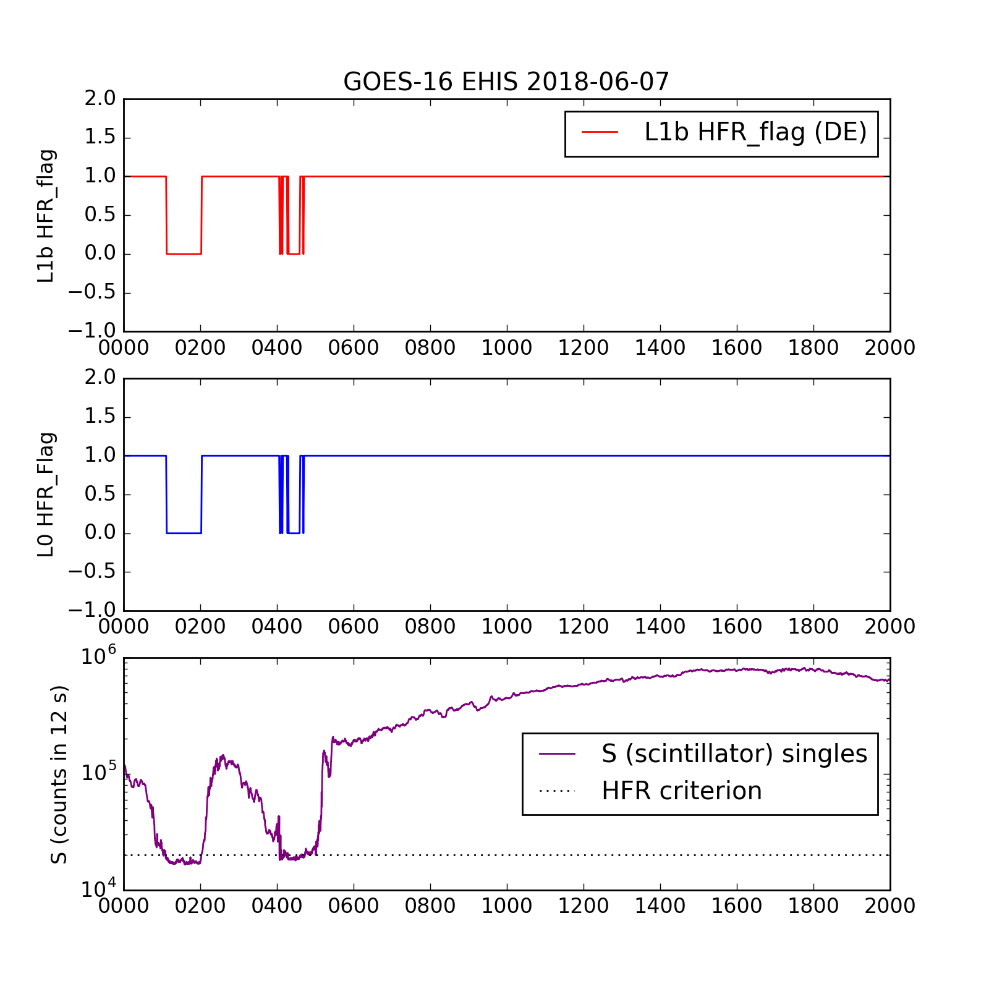 GOES-16 EHIS 2018-06-07
2.0
1.5
1.0
0.5
0.0
−0.5
−1.0
L1b HFR_flag
L1b HFR_flag (DE)
0000 0200 0400 0600 0800 1000 1200 1400 1600 1800 2000
2.0
1.5
1.0
0.5
0.0
−0.5
−1.0
L0 HFR_Flag
0000 0200 0400 0600 0800 1000 1200 1400 1600 1800 2000
10⁶
10⁵
10⁴
S (counts in 12 s)
S (scintillator) singles
HFR criterion
0000 0200 0400 0600 0800 1000 1200 1400 1600 1800 2000